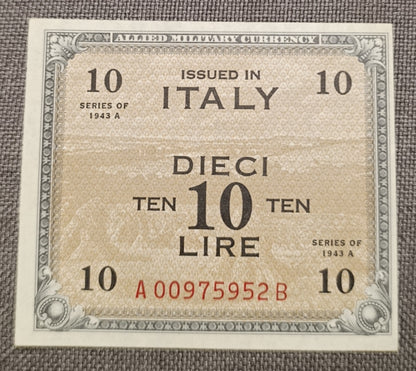 ALLIED MILITARY CURRENCY
10 ISSUED IN 10
SERIES OF
1943 A
ITALY
DIECI
TEN 10 TEN
LIRE
SERIES OF
1943 A
10 A 00975952 B 10